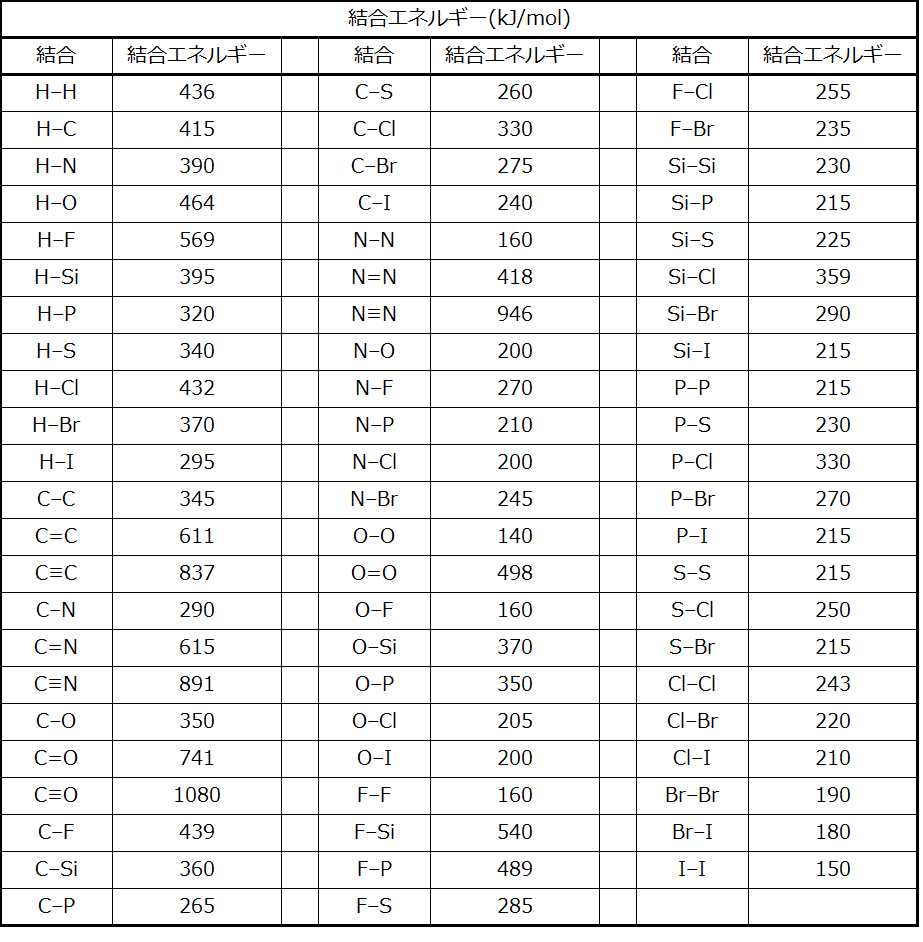 結合エネルギー(kJ/mol)
結合 結合エネルギー 結合 結合エネルギー 結合 結合エネルギー
H−H 436 C−S 260 F−Cl 255
H−C 415 C−Cl 330 F−Br 235
H−N 390 C−Br 275 Si−Si 230
H−O 464 C−I 240 Si−P 215
H−F 569 N−N 160 Si−S 225
H−Si 395 N=N 418 Si−Cl 359
H−P 320 N≡N 946 Si−Br 290
H−S 340 N−O 200 Si−I 215
H−Cl 432 N−F 270 P−P 215
H−Br 370 N−P 210 P−S 230
H−I 295 N−Cl 200 P−Cl 330
C−C 345 N−Br 245 P−Br 270
C=C 611 O−O 140 P−I 215
C≡C 837 O=O 498 S−S 215
C−N 290 O−F 160 S−Cl 250
C=N 615 O−Si 370 S−Br 215
C≡N 891 O−P 350 Cl−Cl 243
C−O 350 O−Cl 205 Cl−Br 220
C=O 741 O−I 200 Cl−I 210
C≡O 1080 F−F 160 Br−Br 190
C−F 439 F−Si 540 Br−I 180
C−Si 360 F−P 489 I−I 150
C−P 265 F−S 285